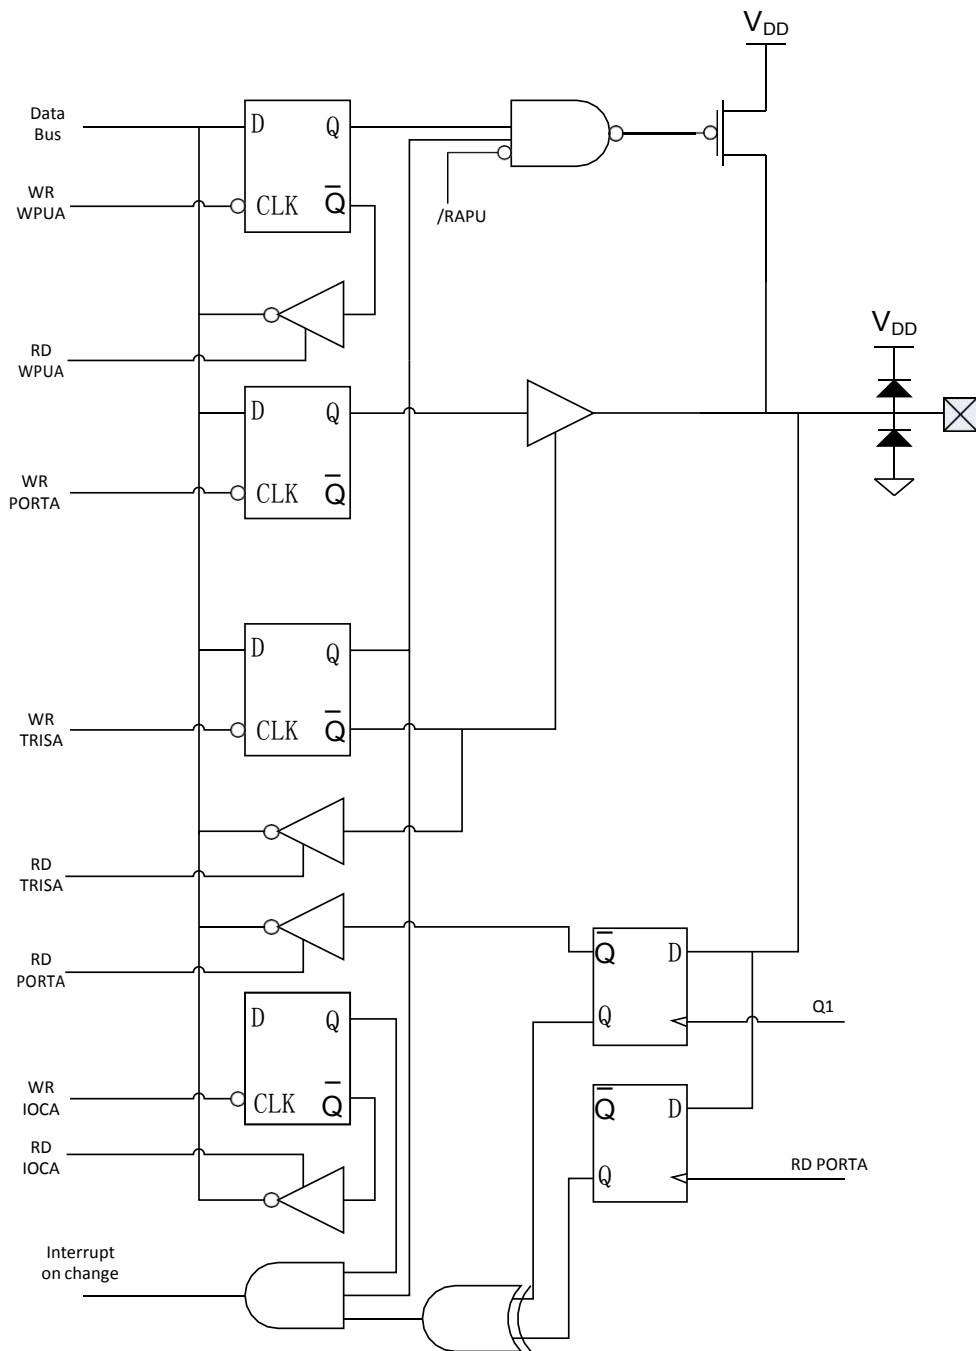 VDD
Data
Bus
D
Q
WR
WPUA
CLK
Q̅
/RAPU
RD
WPUA
VDD
D
Q
WR
PORTA
CLK
Q̅
D
Q
WR
TRISA
CLK
Q̅
RD
TRISA
RD
PORTA
Q̅
D
Q
Q1
D
Q
WR
IOCA
CLK
Q̅
Q̅
D
RD
IOCA
Q
RD PORTA
Interrupt
on change